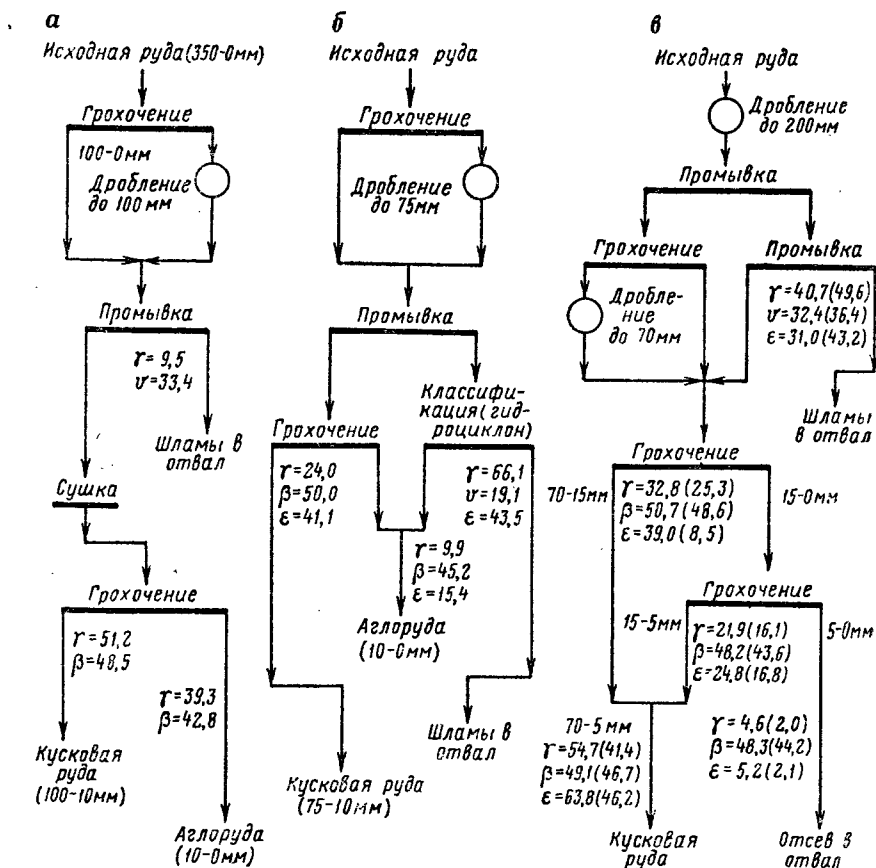 а
Исходная руда (350-0мм)
Грохочение
100-0мм
Дробление
до 100 мм
Промывка
γ=9,5
υ=33,4
Шламы в
отвал
Сушка
Грохочение
γ=51,2
β=48,5
γ=39,3
β=42,8
Кусковая
руда
(100-10мм)
Аглоруда
(10-0мм)
б
Исходная руда
Грохочение
Дробление
до 75мм
Промывка
Классифи-
кация (гид-
роциклон)
Грохочение
γ=24,0
β=50,0
ε=41,1
γ=66,1
υ=19,1
ε=43,5
γ=9,9
β=45,2
ε=15,4
Аглоруда
(10-0мм)
Шламы в
отвал
Кусковая руда
(75-10мм)
в
Исходная руда
Дробление
до 200мм
Промывка
Грохочение
Промывка
Дробле-
ние
до 70мм
γ=40,7(49,6)
υ=32,4(36,4)
ε=31,0(43,2)
Шламы
в отвал
Грохочение
70-15мм
γ=32,8(25,3)
β=50,7(48,6)
ε=39,0(8,5)
15-0мм
Грохочение
15-5мм
γ=21,9(16,1)
β=48,2(43,6)
ε=24,8(16,8)
5-0мм
70-5 мм
γ=54,7(41,4)
β=49,1(46,7)
ε=63,8(46,2)
γ=4,6(2,0)
β=48,3(44,2)
ε=5,2(2,1)
Кусковая
руда
Отсев в
отвал